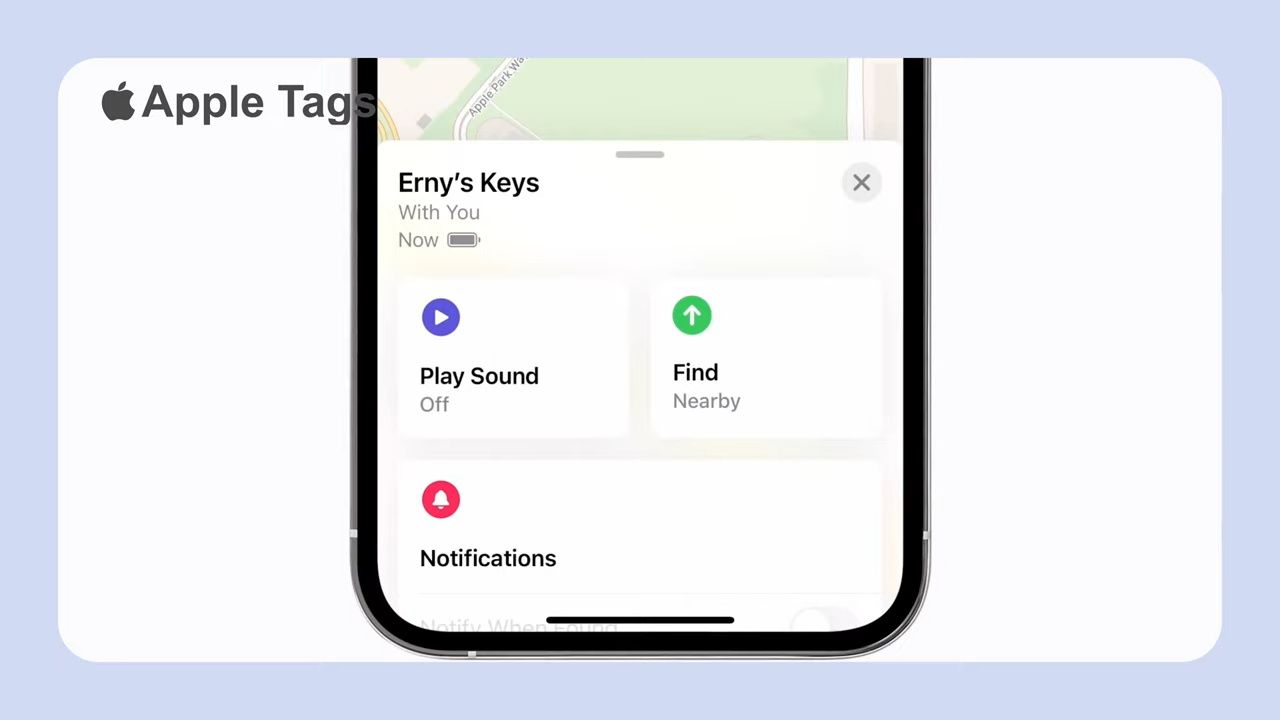 Apple Tags
Apple Park Wa
Erny’s Keys
With You
Now
Play Sound
Off
Find
Nearby
Notifications
Notify When Found